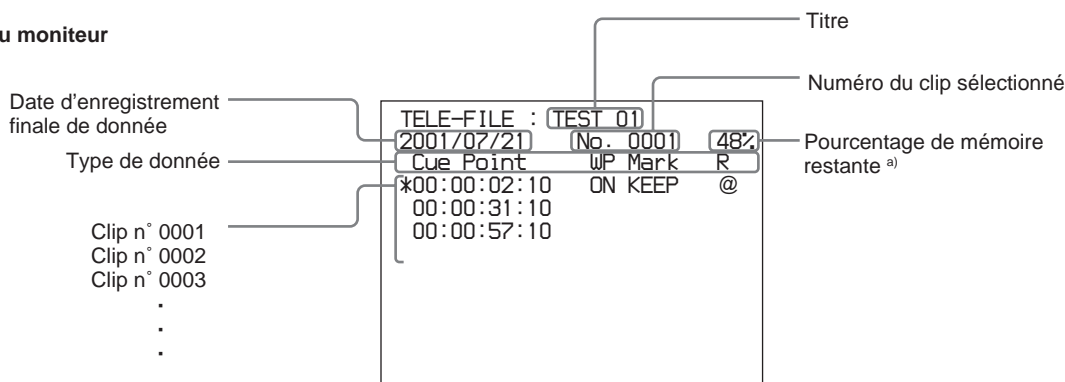 u moniteur
Titre
Numéro du clip sélectionné
Date d'enregistrement
finale de donnée
TELE-FILE : TEST 01
2001/07/21 No. 0001 48%
Pourcentage de mémoire
restante a)
Type de donnée
Cue Point WP Mark R
*00:00:02:10 ON KEEP @
00:00:31:10
00:00:57:10
Clip n° 0001
Clip n° 0002
Clip n° 0003
.
.
.